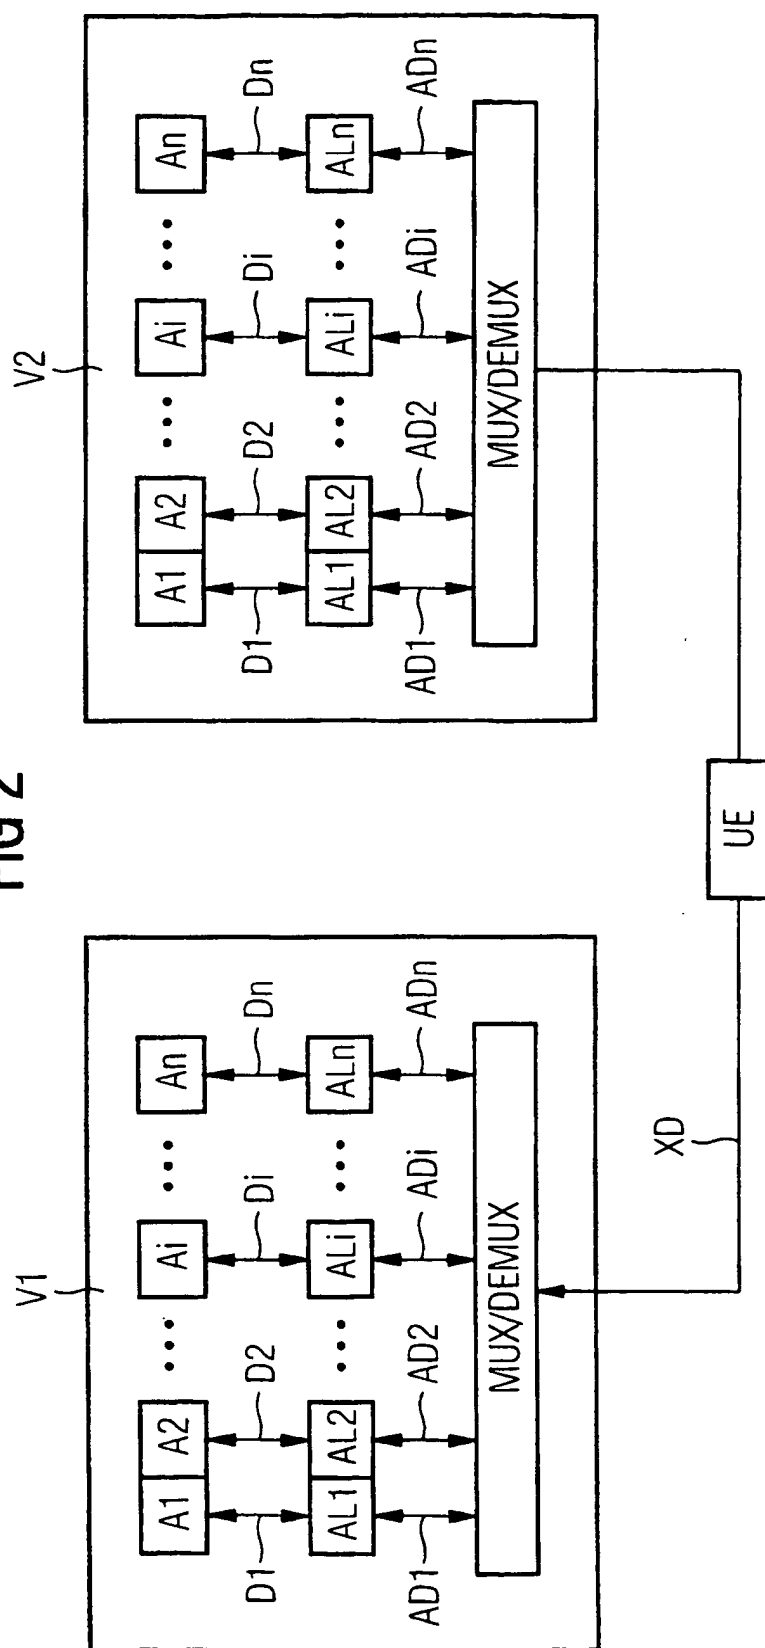 FIG 2
V1
A1 A2 ••• Ai ••• An
D1 D2 Di Dn
AL1 AL2 ••• ALi ••• ALn
AD1 AD2 ADi ADn
MUX/DEMUX
V2
A1 A2 ••• Ai ••• An
D1 D2 Di Dn
AL1 AL2 ••• ALi ••• ALn
AD1 AD2 ADi ADn
MUX/DEMUX
XD
UE